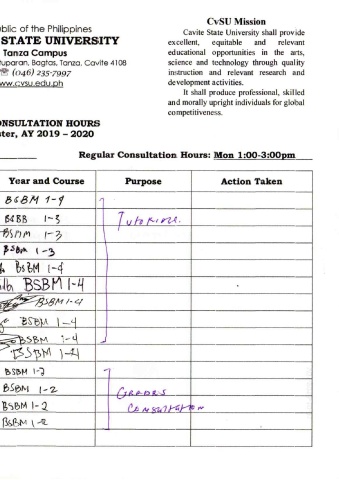 blic of the Philippines
STATE UNIVERSITY
Tanza Campus
tuparan, Bagtas, Tanza, Cavite 4108
☏ (046) 235-7997
www.cvsu.edu.ph
CvSU Mission
Cavite State University shall provide
excellent, equitable and relevant
educational opportunities in the arts,
science and technology through quality
instruction and relevant research and
development activities.
It shall produce professional, skilled
and morally upright individuals for global
competitiveness.
ONSULTATION HOURS
ster, AY 2019 – 2020
Regular Consultation Hours: Mon 1:00-3:00pm
Year and Course Purpose Action Taken
BSBM 1-4
BSBB 1-3 Tutoring
BSMM 1-3
BSBM 1-3
BSBM 1-4
BSBM 1-4
BSBM 1-4
BSBM 1-4
BSBM 1-4
BSBM 1-4
BSBM 1-2
BSBM 1-2 Grades
BSBM 1-2 Consultation
BSBM 1-2